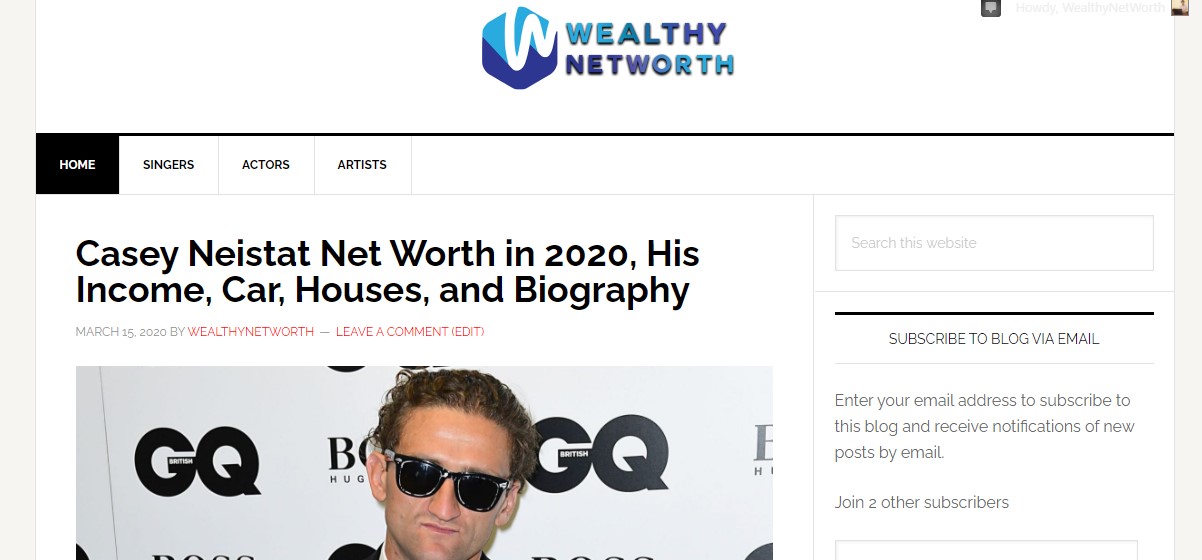 Howdy, WealthyNetWorth
WEALTHY
NETWORTH
HOME
SINGERS
ACTORS
ARTISTS
Casey Neistat Net Worth in 2020, His
Income, Car, Houses, and Biography
MARCH 15, 2020 BY WEALTHYNETWORTH — LEAVE A COMMENT (EDIT)
GQ
BRITISH
BO
HUG
GQ
BRITISH
B
HU
BOSS
BOSS
Search this website
SUBSCRIBE TO BLOG VIA EMAIL
Enter your email address to subscribe to
this blog and receive notifications of new
posts by email.
Join 2 other subscribers